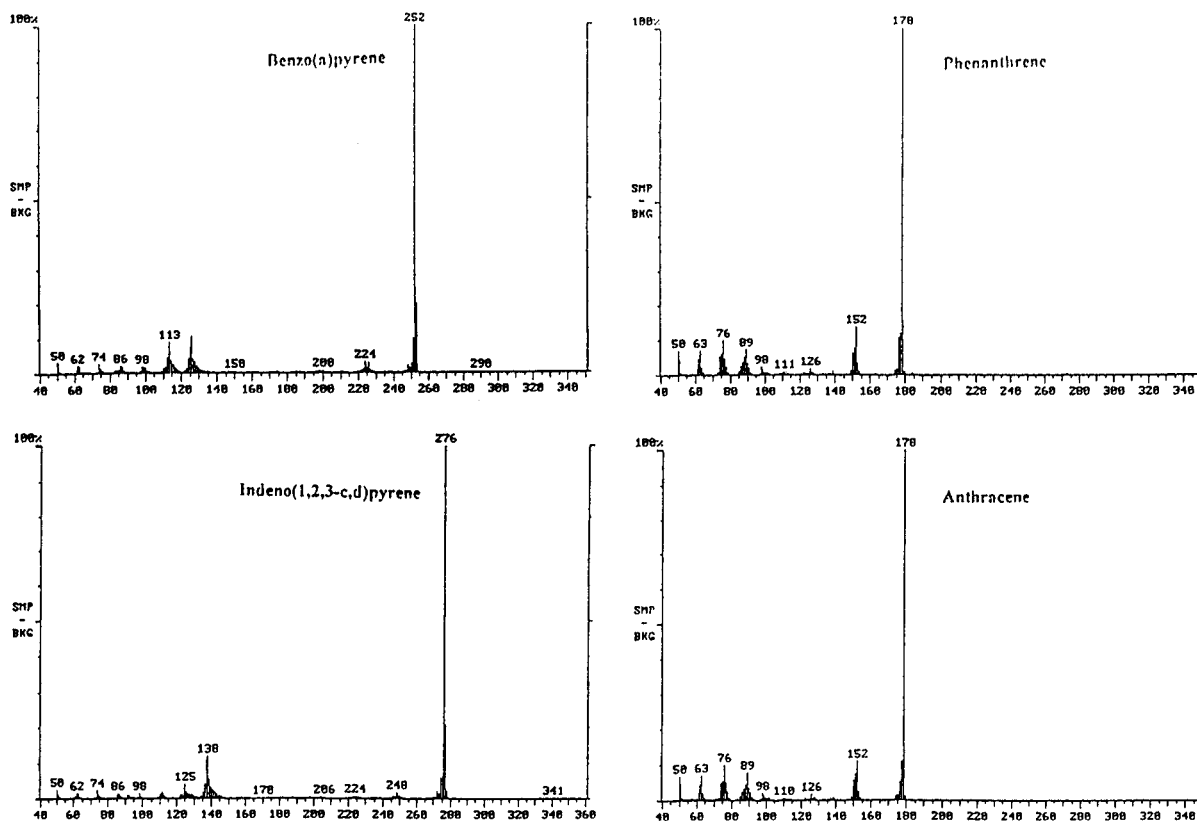 100%
252
Benzo(a)pyrene
SMP
-
BKG
50 62 74 86 98 113 150 200 224 290
40 60 80 100 120 140 160 180 200 220 240 260 280 300 320 340
100%
178
Phenanthrene
SMP
-
BKG
50 63 76 89 98 111 126 152
40 60 80 100 120 140 160 180 200 220 240 260 280 300 320 340
100%
276
Indeno(1,2,3-c,d)pyrene
SMP
-
BKG
50 62 74 86 98 125 138 178 206 224 248 341
40 60 80 100 120 140 160 180 200 220 240 260 280 300 320 340 360
100%
178
Anthracene
SMP
-
BKG
50 63 76 89 98 110 126 152
40 60 80 100 120 140 160 180 200 220 240 260 280 300 320 340